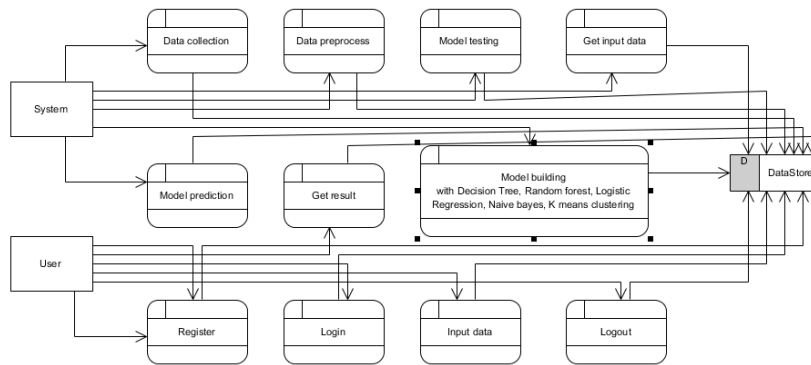 Data collection
Data preprocess
Model testing
Get input data
System
D
DataStore
Model prediction
Get result
Model building
with Decision Tree, Random forest, Logistic
Regression, Naive bayes, K means clustering
User
Register
Login
Input data
Logout